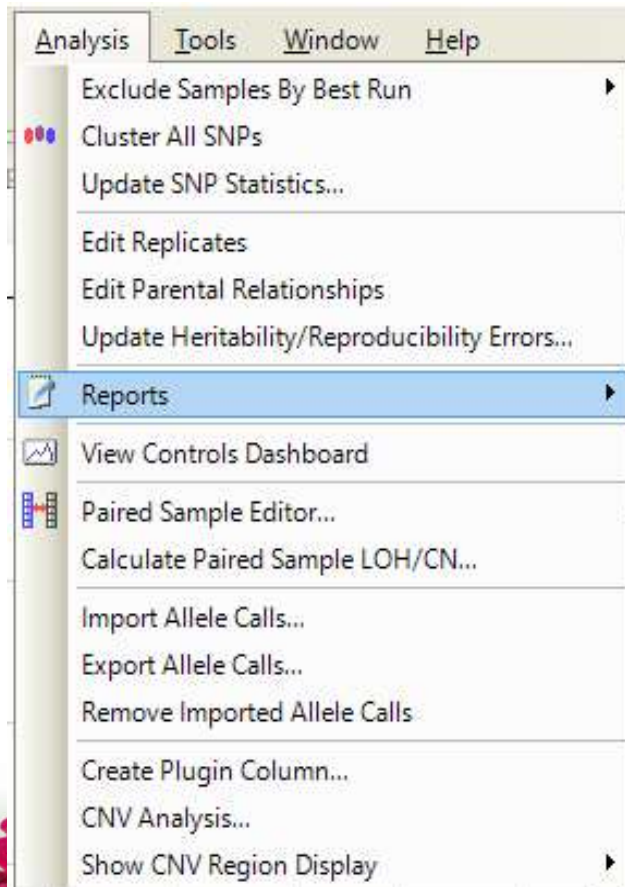 Analysis Tools Window Help
Exclude Samples By Best Run
Cluster All SNPs
Update SNP Statistics...
Edit Replicates
Edit Parental Relationships
Update Heritability/Reproducibility Errors...
Reports
View Controls Dashboard
Paired Sample Editor...
Calculate Paired Sample LOH/CN...
Import Allele Calls...
Export Allele Calls...
Remove Imported Allele Calls
Create Plugin Column...
CNV Analysis...
Show CNV Region Display